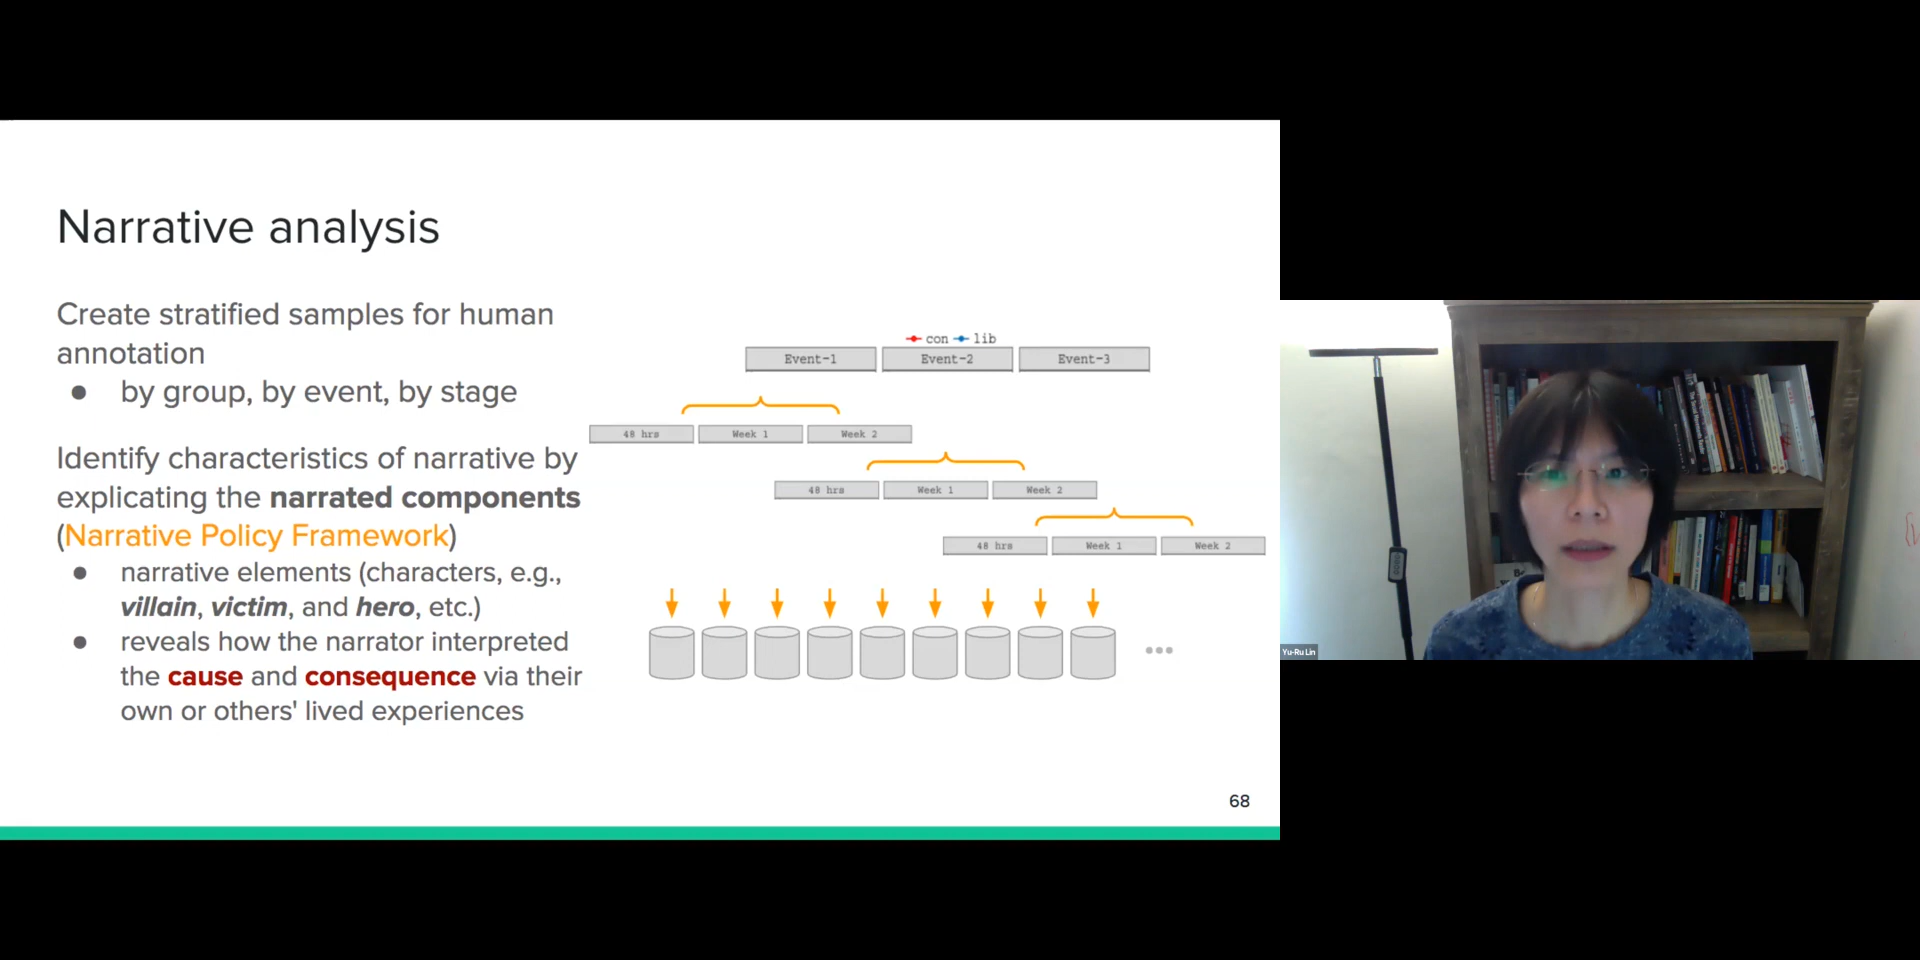 Narrative analysis
Create stratified samples for human
annotation
● by group, by event, by stage
Identify characteristics of narrative by
explicating the narrated components
(Narrative Policy Framework)
● narrative elements (characters, e.g.,
villain, victim, and hero, etc.)
● reveals how the narrator interpreted
the cause and consequence via their
own or others' lived experiences
con lib
Event-1 Event-2 Event-3
48 hrs Week 1 Week 2
48 hrs Week 1 Week 2
48 hrs Week 1 Week 2
68
Yu-Ru Lin